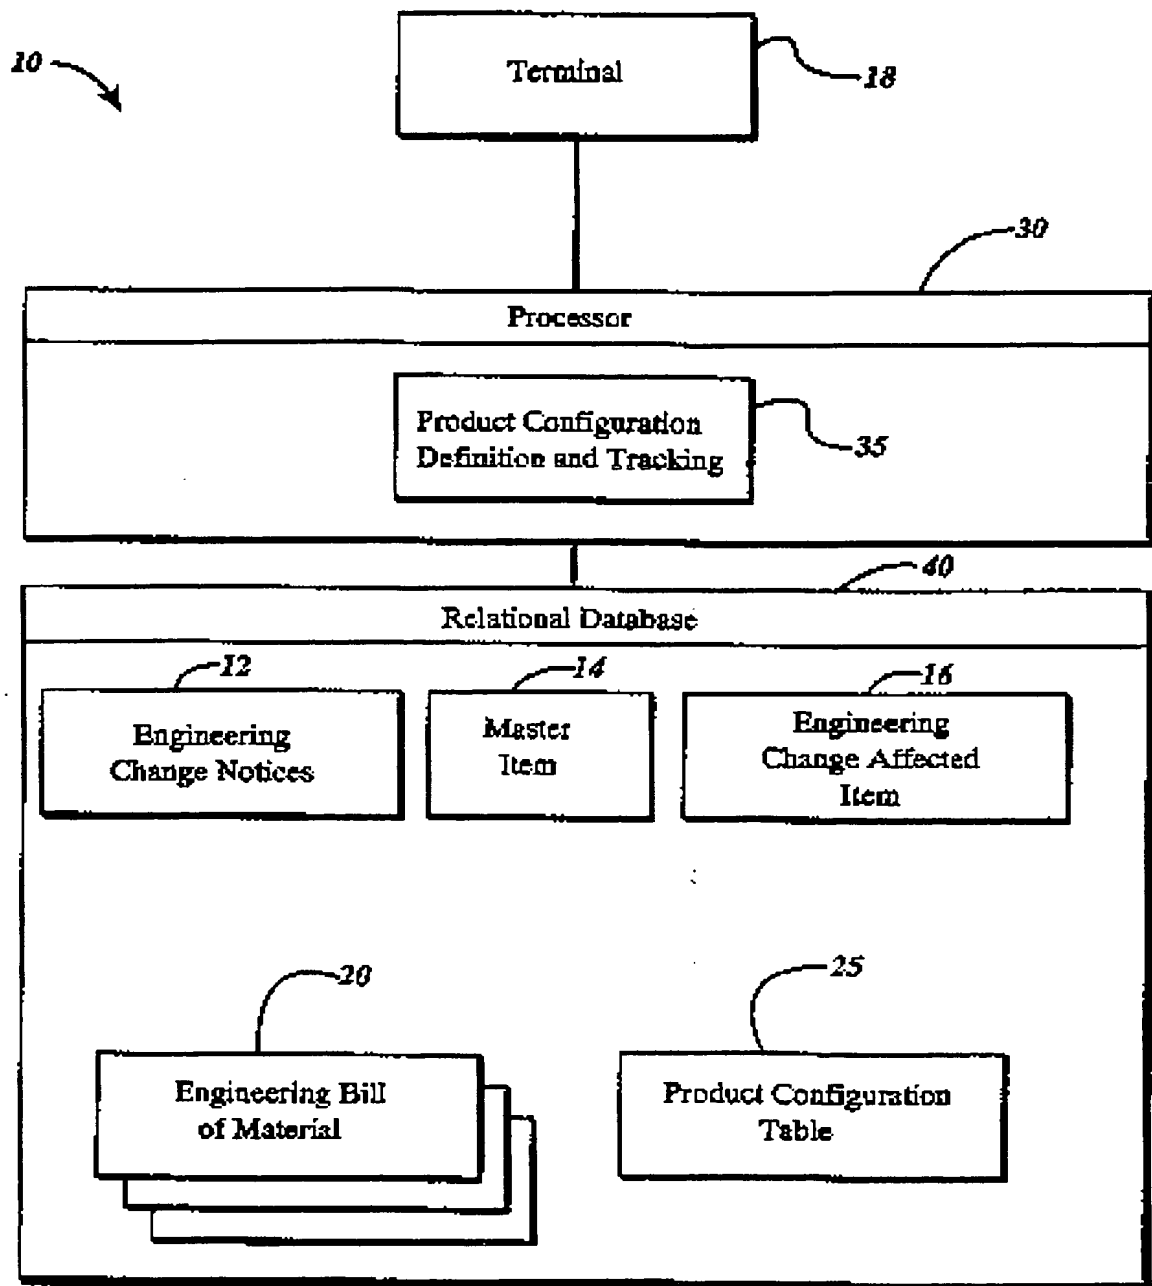 10
Terminal
18
30
Processor
Product Configuration
Definition and Tracking
35
40
Relational Database
12
14
16
Engineering
Change Notices
Master
Item
Engineering
Change Affected
Item
20
25
Engineering Bill
of Material
Product Configuration
Table